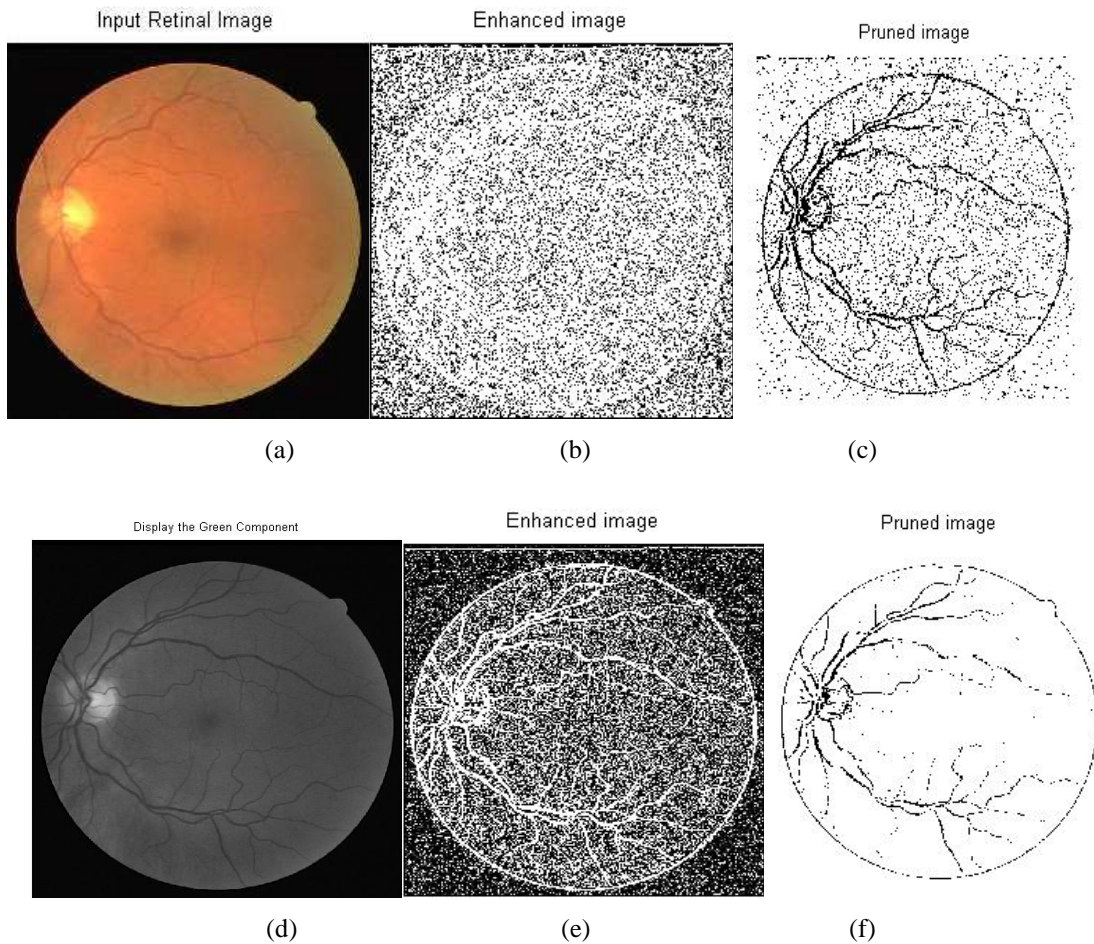 Input Retinal Image
Enhanced image
Pruned image
(a)
(b)
(c)
Display the Green Component
Enhanced image
Pruned image
(d)
(e)
(f)